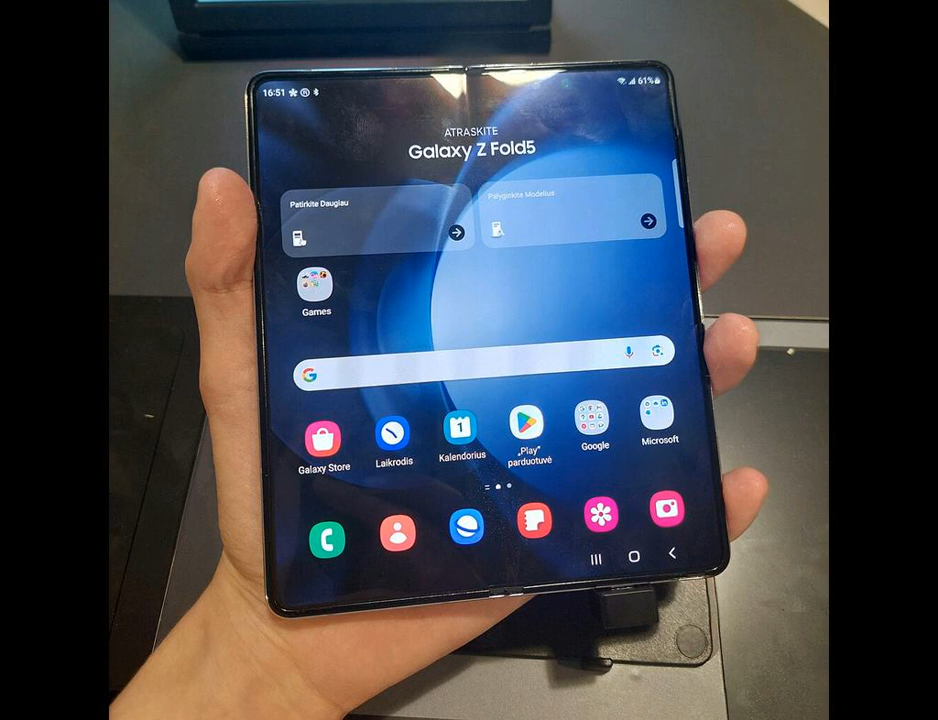 16:51
61%
ATRASKITE
Galaxy Z Fold5
Patirkite Daugiau
Palyginkite Modelius
Games
G
Galaxy Store
Laikrodis
1
Kalendorius
„Play“
parduotuvė
Google
Microsoft